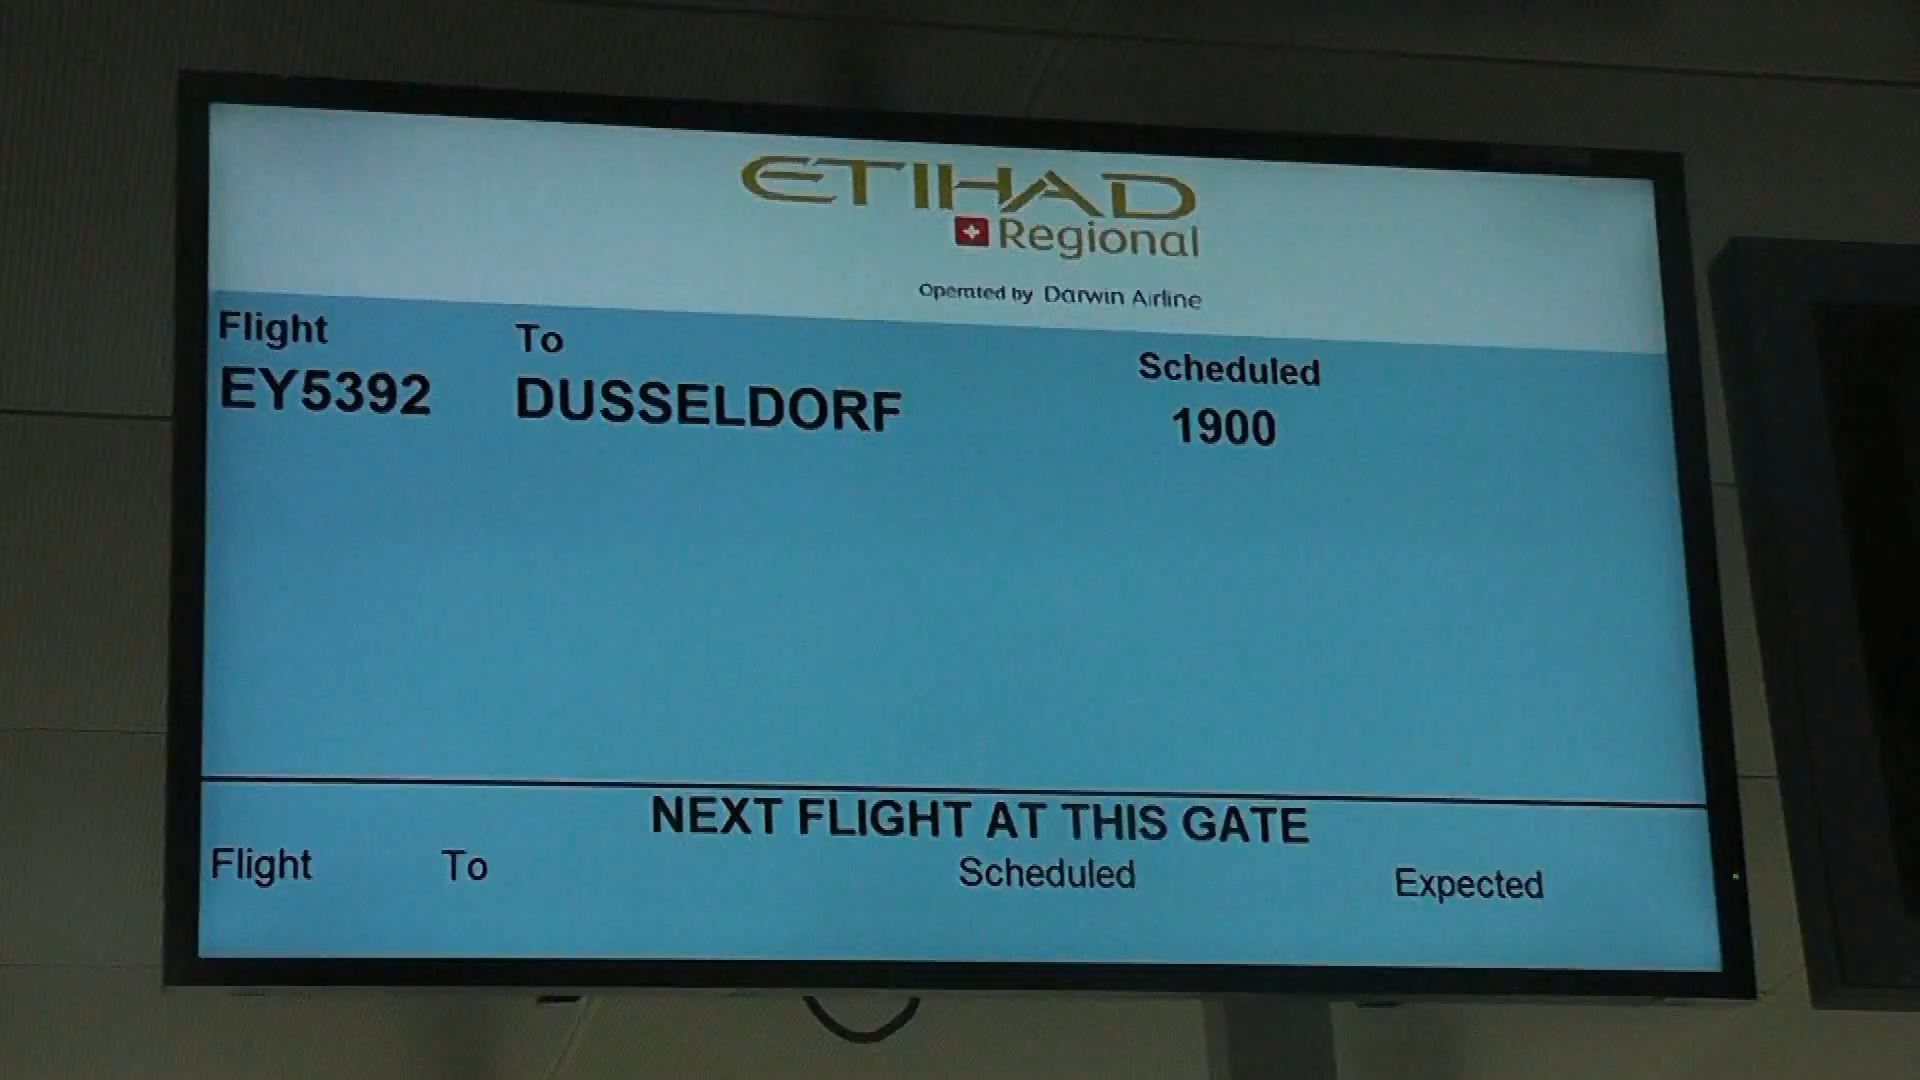 ETIHAD
Regional
Operated by Darwin Airline
Flight To Scheduled
EY5392 DUSSELDORF 1900
NEXT FLIGHT AT THIS GATE
Flight To Scheduled Expected